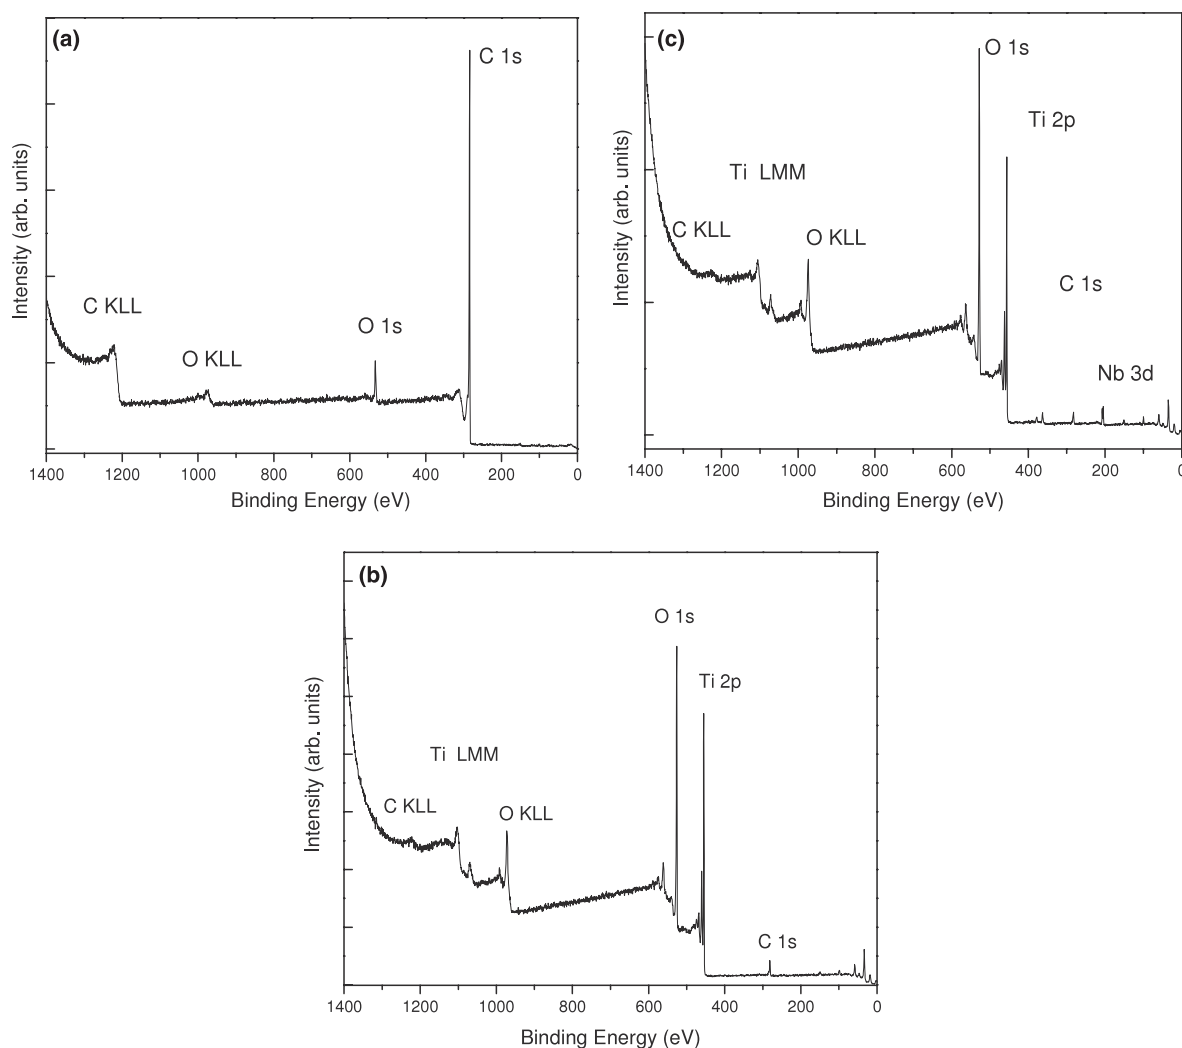 (a)
C 1s
C KLL
O 1s
O KLL
Intensity (arb. units)
1400 1200 1000 800 600 400 200 0
Binding Energy (eV)
(c)
O 1s
Ti 2p
Ti LMM
C KLL
O KLL
C 1s
Nb 3d
Intensity (arb. units)
1400 1200 1000 800 600 400 200 0
Binding Energy (eV)
(b)
O 1s
Ti 2p
Ti LMM
C KLL
O KLL
C 1s
Intensity (arb. units)
1400 1200 1000 800 600 400 200 0
Binding Energy (eV)